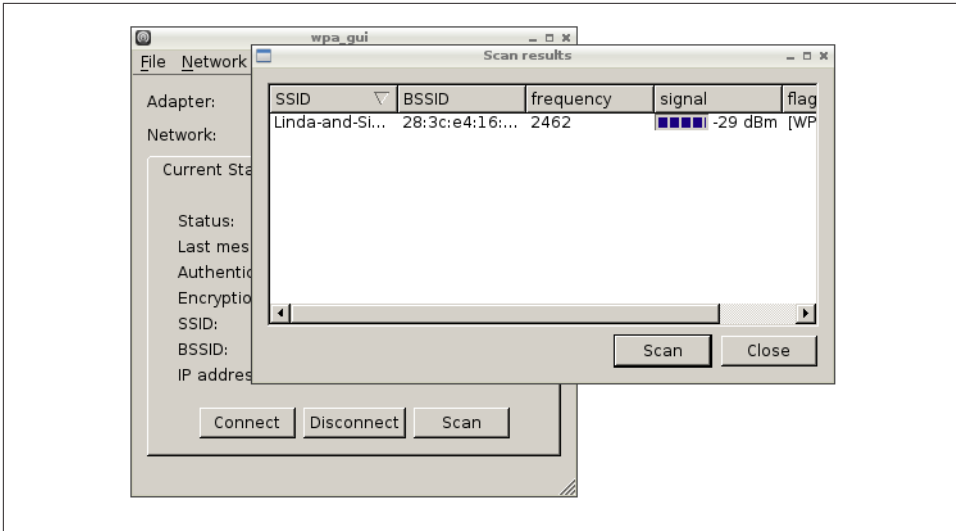 wpa_gui
File Network
Adapter:
Network:
Current Sta
Status:
Last mes
Authentic
Encryptio
SSID:
BSSID:
IP addres
Connect Disconnect Scan
Scan results
SSID BSSID frequency signal flag
Linda-and-Si... 28:3c:e4:16:... 2462 -29 dBm [WP
Scan Close